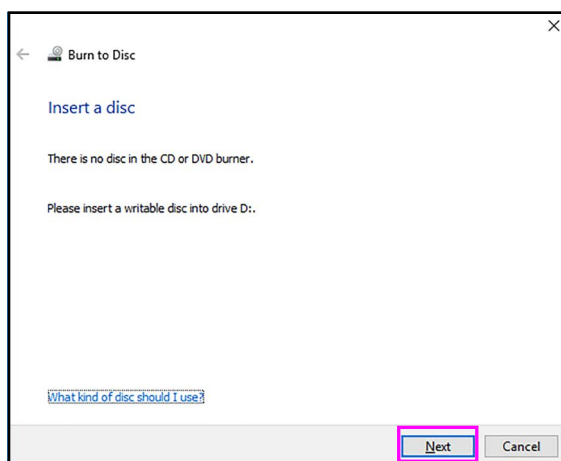 Burn to Disc
Insert a disc
There is no disc in the CD or DVD burner.
Please insert a writable disc into drive D:.
What kind of disc should I use?
Next Cancel